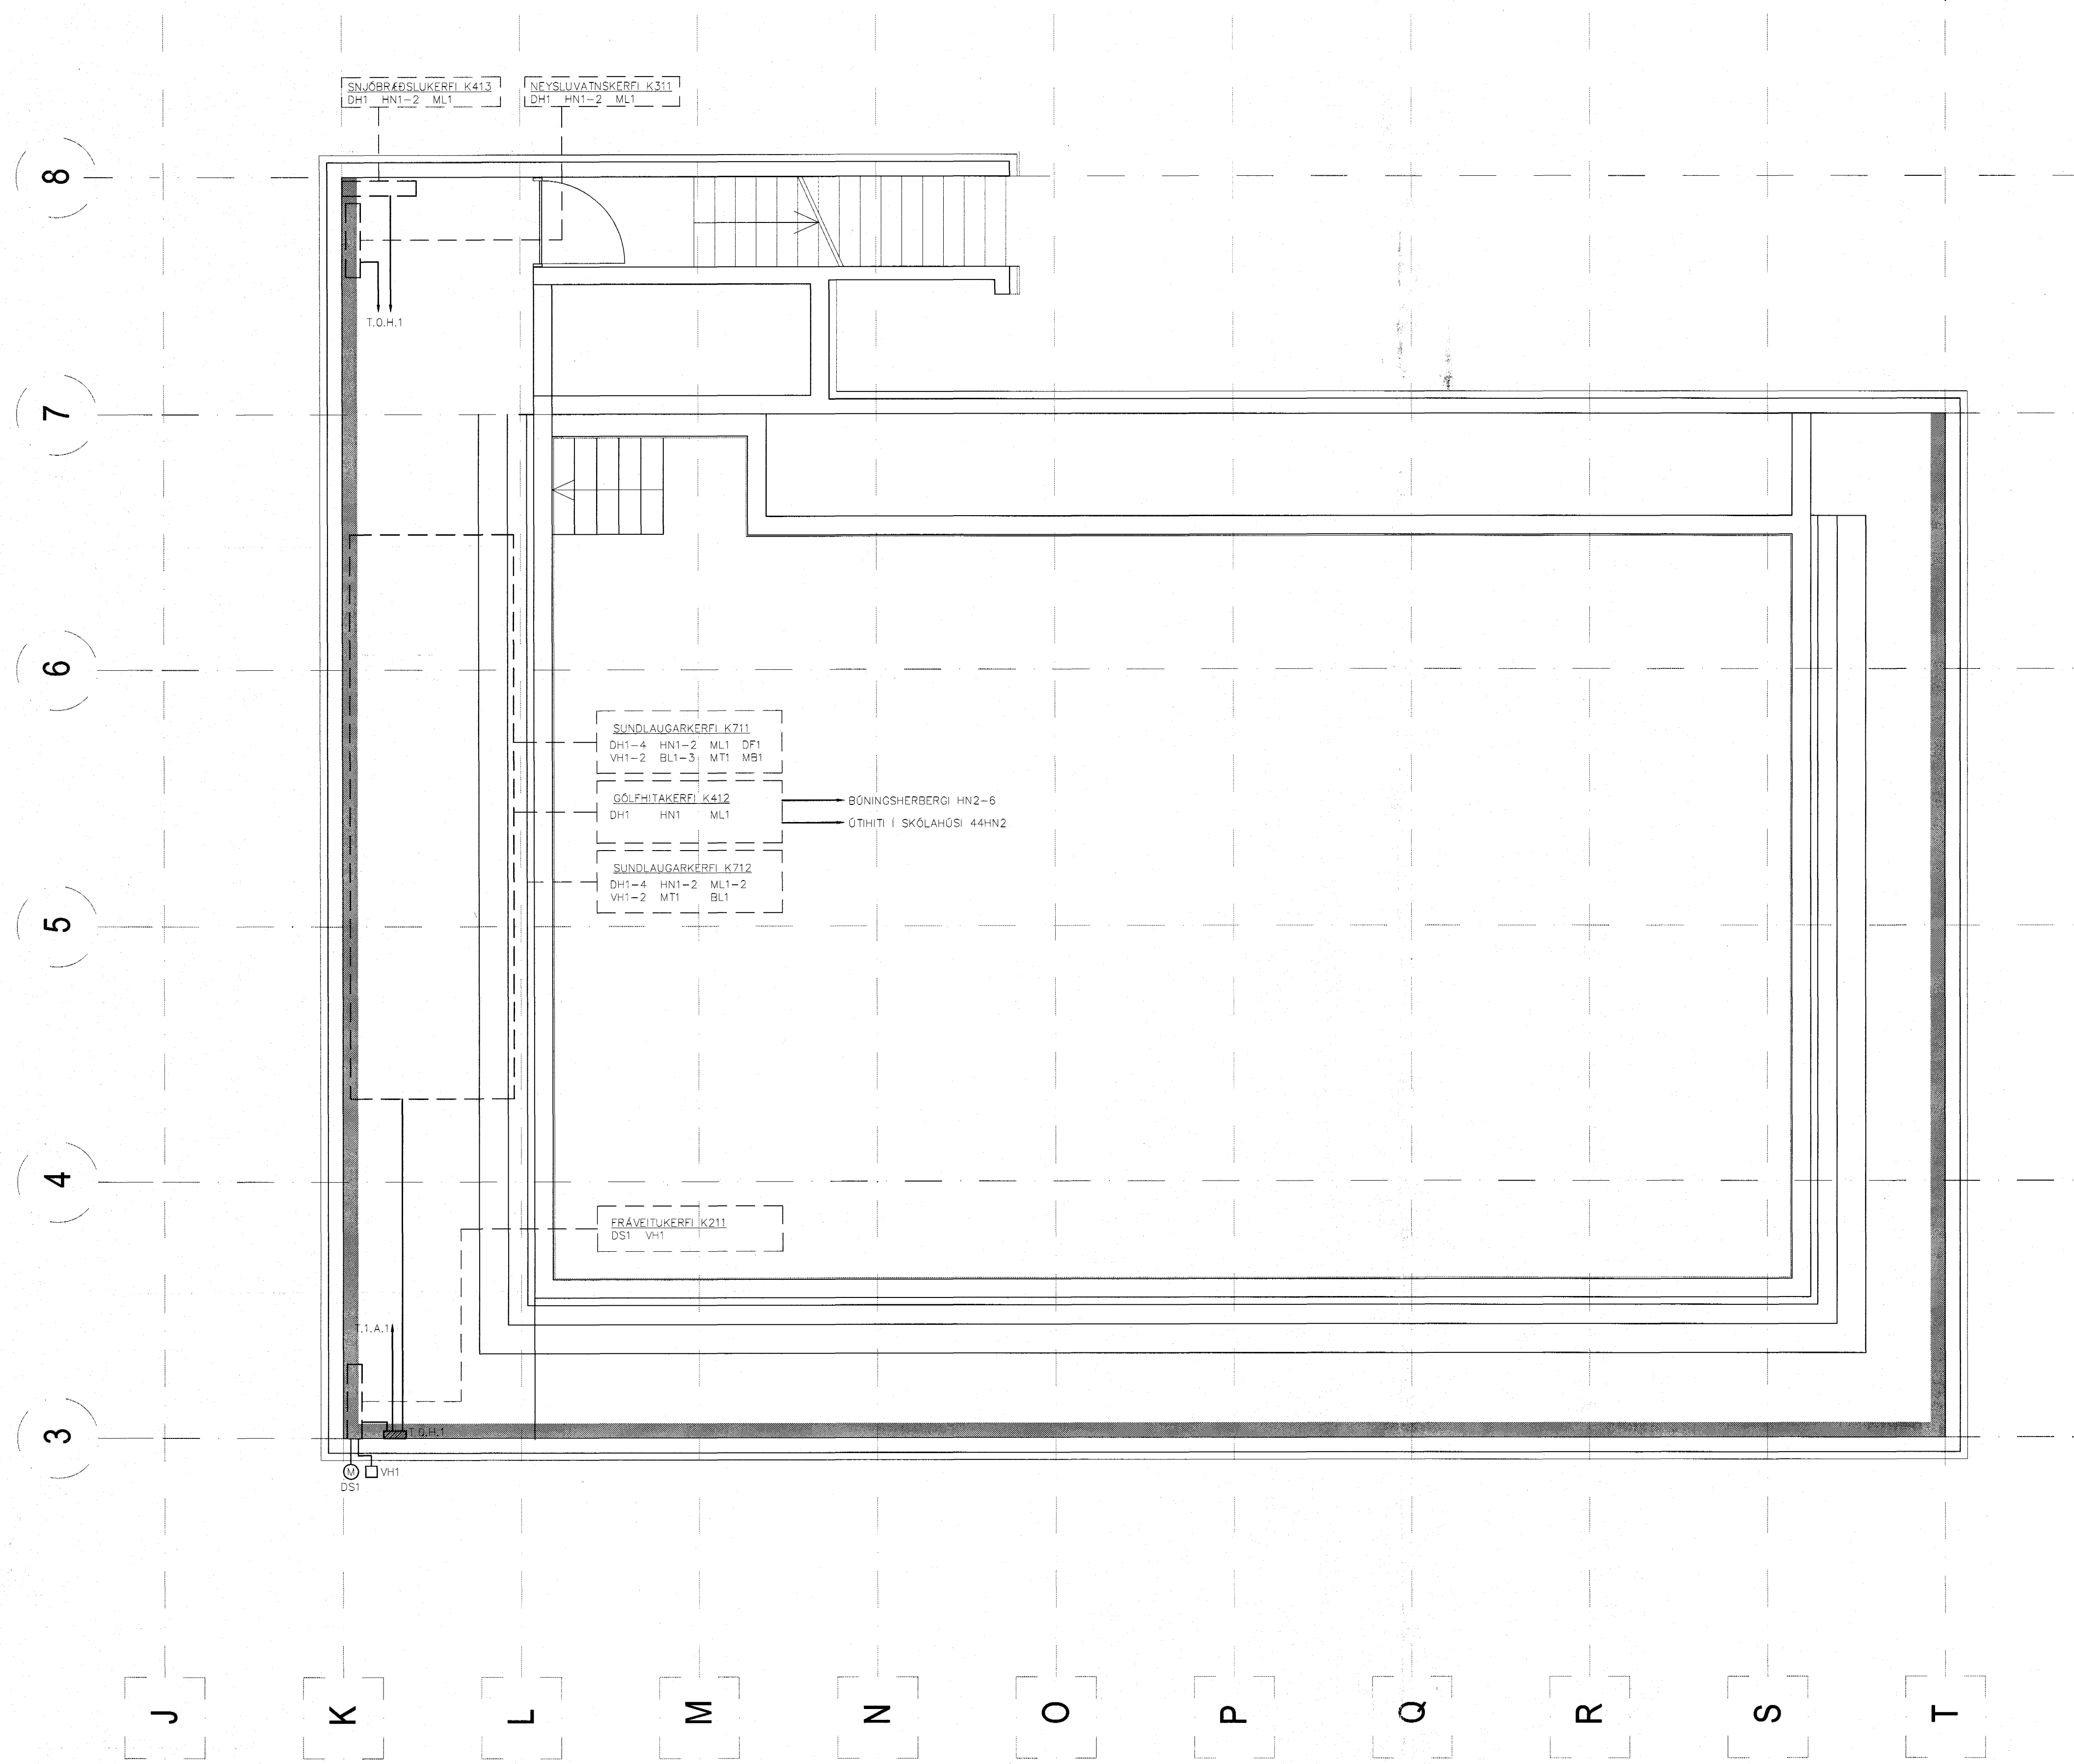 SNJÓBRÆÐSLUKERFI K413
DH1 HN1-2 ML1
NEYSLUVATNSKERFI K311
DH1 HN1-2 ML1
8
T.O.H.1
7
6
SUNDLAUGARKERFI K711
DH1-4 HN1-2 ML1 DF1
VH1-2 BL1-3 MT1 MB1
GÓLFHITAKERFI K412
DH1 HN1 ML1
BÚNINGSHERBERGI HN2-6
ÚTIHITI Í SKÓLAHÚSI 44HN2
SUNDLAUGARKERFI K712
DH1-4 HN1-2 ML1-2
VH1-2 MT1 BL1
5
4
FRÁVEITUKERFI K211
DS1 VH1
T.1.A.1
3
T.O.H.1
M
VH1
DS1
J K L M N O P Q R S T